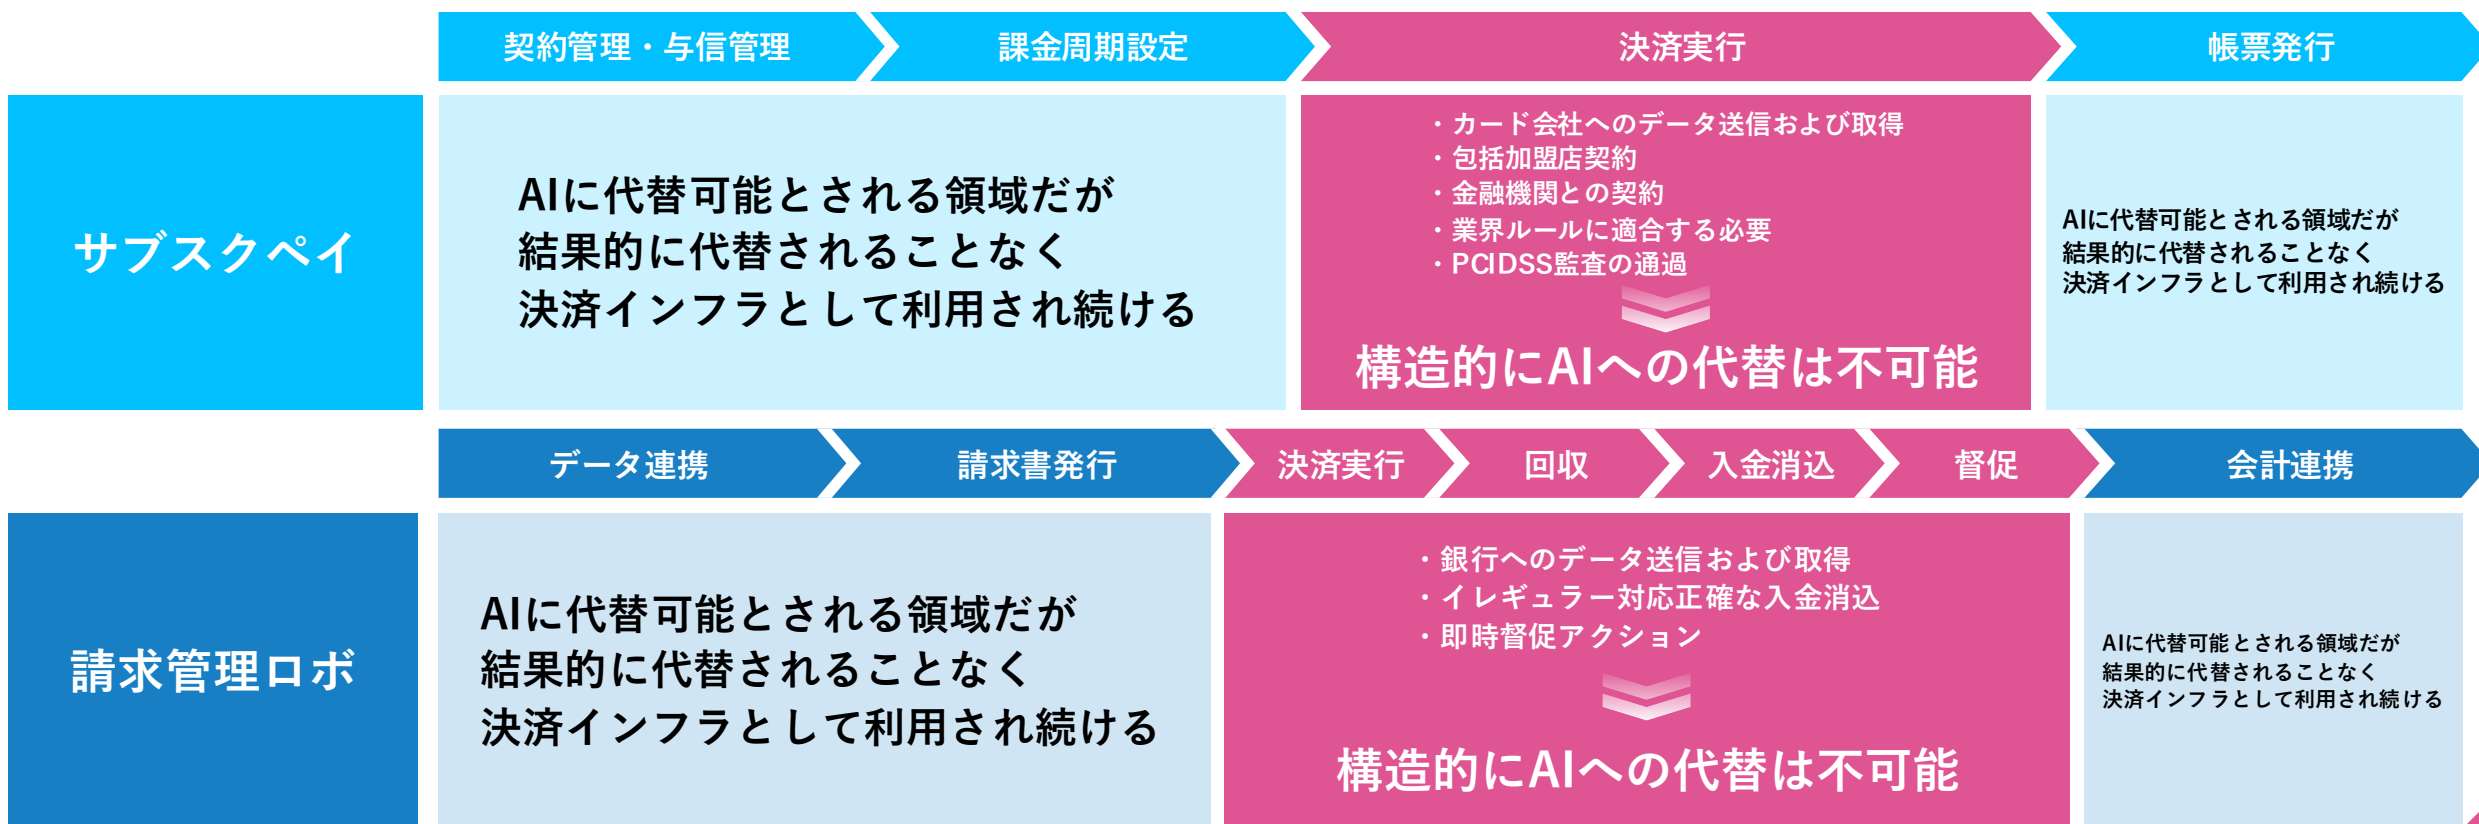 契約管理・与信管理
課金周期設定
決済実行
帳票発行
サブスクペイ
AIに代替可能とされる領域だが
結果的に代替されることなく
決済インフラとして利用され続ける
・カード会社へのデータ送信および取得
・包括加盟店契約
・金融機関との契約
・業界ルールに適合する必要
・PCIDSS監査の通過
構造的にAIへの代替は不可能
AIに代替可能とされる領域だが
結果的に代替されることなく
決済インフラとして利用され続ける
データ連携
請求書発行
決済実行
回収
入金消込
督促
会計連携
請求管理ロボ
AIに代替可能とされる領域だが
結果的に代替されることなく
決済インフラとして利用され続ける
・銀行へのデータ送信および取得
・イレギュラー対応正確な入金消込
・即時督促アクション
構造的にAIへの代替は不可能
AIに代替可能とされる領域だが
結果的に代替されることなく
決済インフラとして利用され続ける